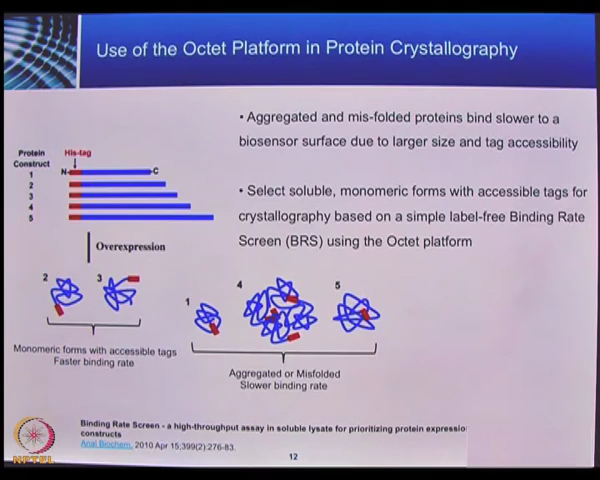 Use of the Octet Platform in Protein Crystallography
• Aggregated and mis-folded proteins bind slower to a
biosensor surface due to larger size and tag accessibility
• Select soluble, monomeric forms with accessible tags for
crystallography based on a simple label-free Binding Rate
Screen (BRS) using the Octet platform
Protein
Construct
His-tag
1
N
C
2
3
4
5
Overexpression
2
3
1
4
5
Monomeric forms with accessible tags
Faster binding rate
Aggregated or Misfolded
Slower binding rate
Binding Rate Screen - a high-throughput assay in soluble lysate for prioritizing protein expressio
constructs
Anal Biochem. 2010 Apr 15;399(2):276-83.
12
NPTEL